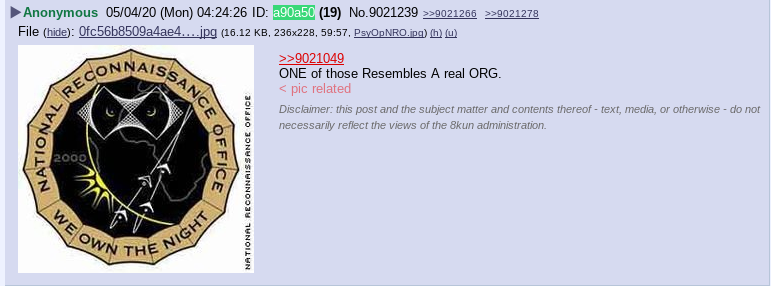 ▶Anonymous 05/04/20 (Mon) 04:24:26 ID: a90a50 (19) No.9021239 >>9021266 >>9021278
File (hide): 0fc56b8509a4ae4….jpg (16.12 KB, 236x228, 59:57, PsyOpNRO.jpg) (h) (u)
NATIONAL RECONNAISSANCE OFFICE
2000
WE OWN THE NIGHT
NATIONAL RECONNAISSANCE OFFICE
>>9021049
ONE of those Resembles A real ORG.
< pic related
Disclaimer: this post and the subject matter and contents thereof - text, media, or otherwise - do not
necessarily reflect the views of the 8kun administration.